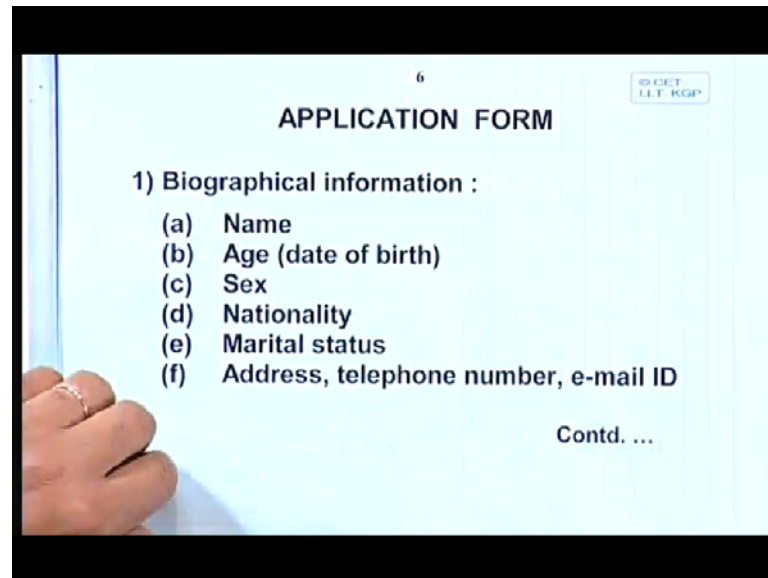 6
© CET
I.I.T. KGP
APPLICATION FORM
1) Biographical information :
(a) Name
(b) Age (date of birth)
(c) Sex
(d) Nationality
(e) Marital status
(f) Address, telephone number, e-mail ID
Contd. ...